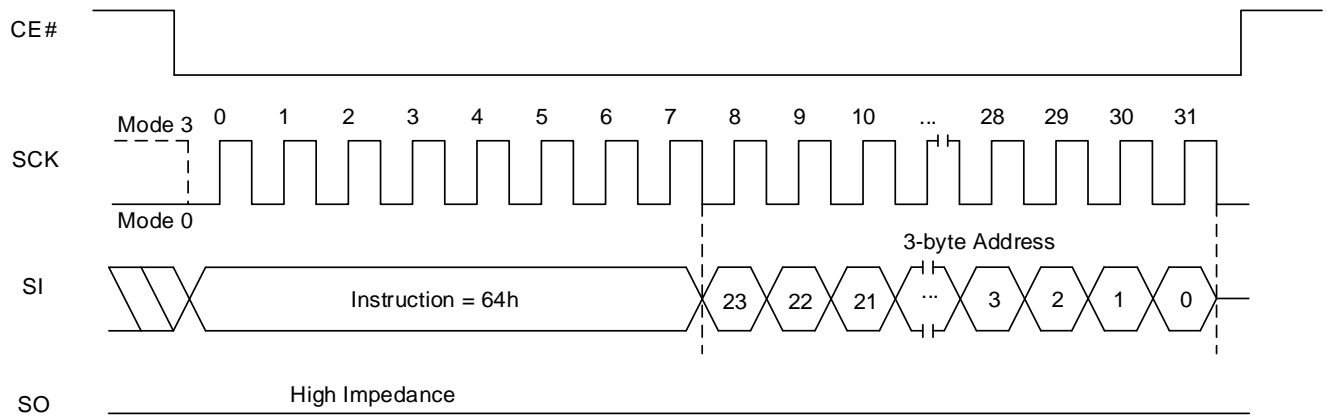 CE#
Mode 3 0 1 2 3 4 5 6 7 8 9 10 ... 28 29 30 31
SCK
Mode 0
3-byte Address
SI Instruction = 64h 23 22 21 ... 3 2 1 0
High Impedance
SO